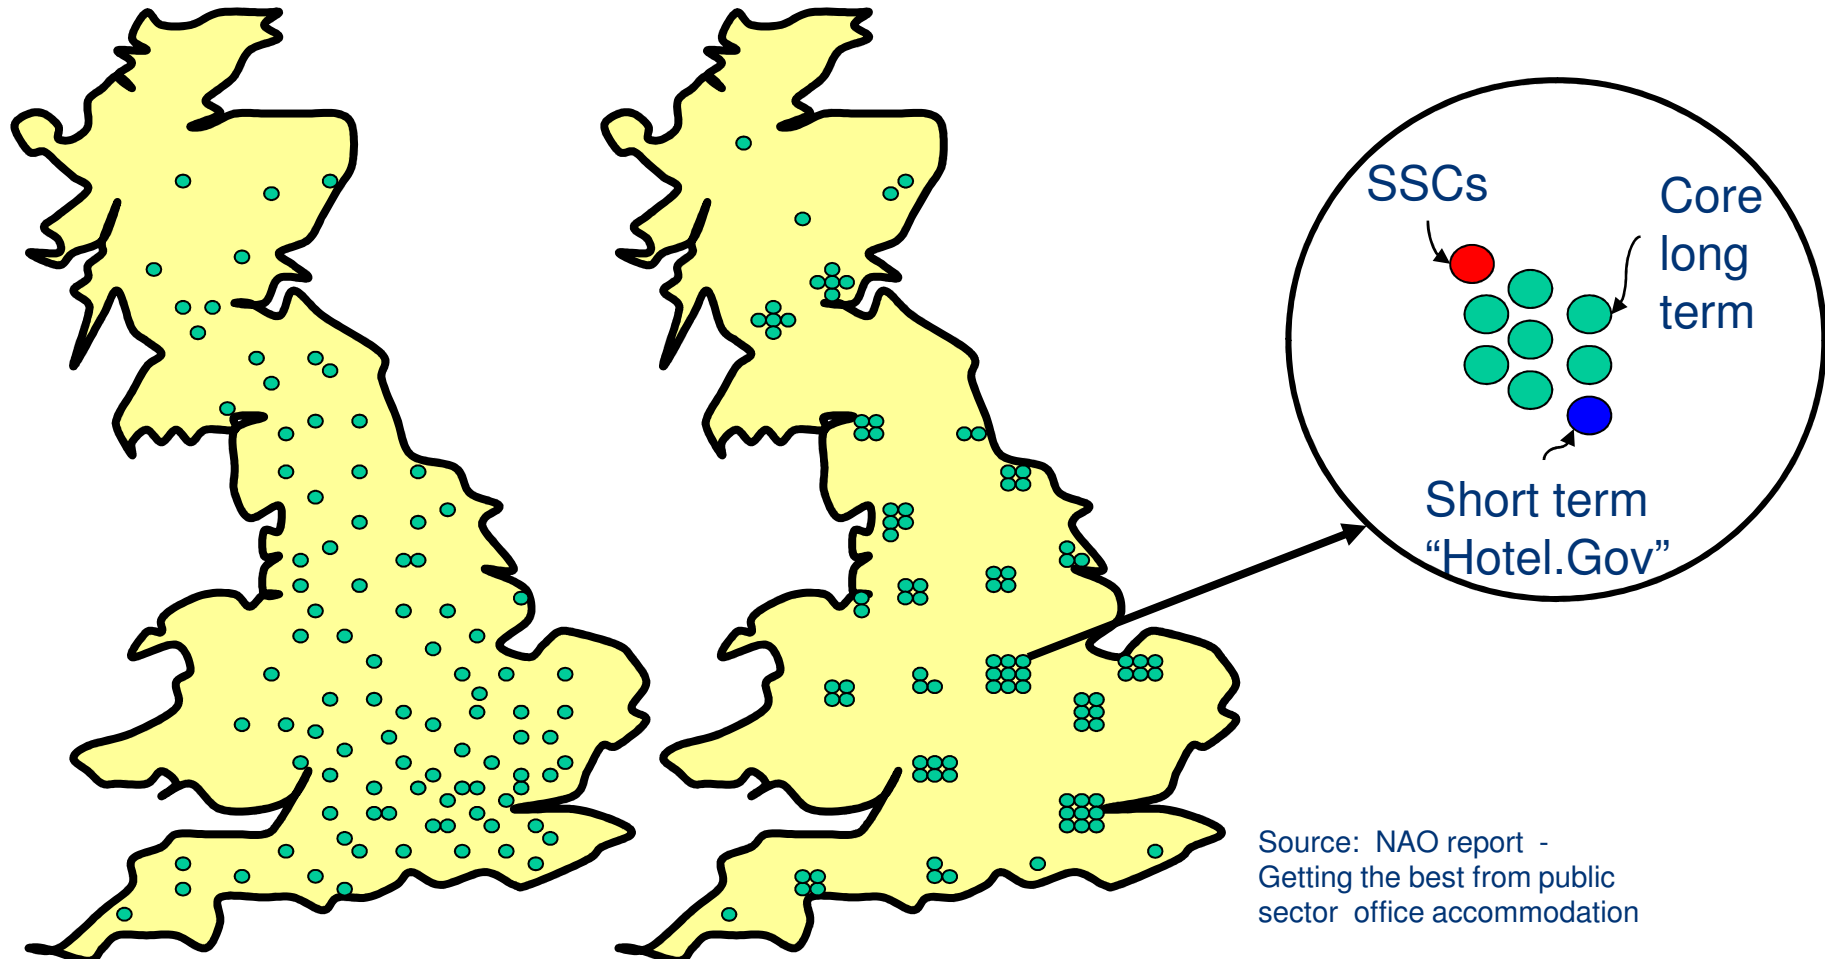 SSCs
Core
long
term
Short term
“Hotel.Gov”
Source: NAO report -
Getting the best from public
sector office accommodation